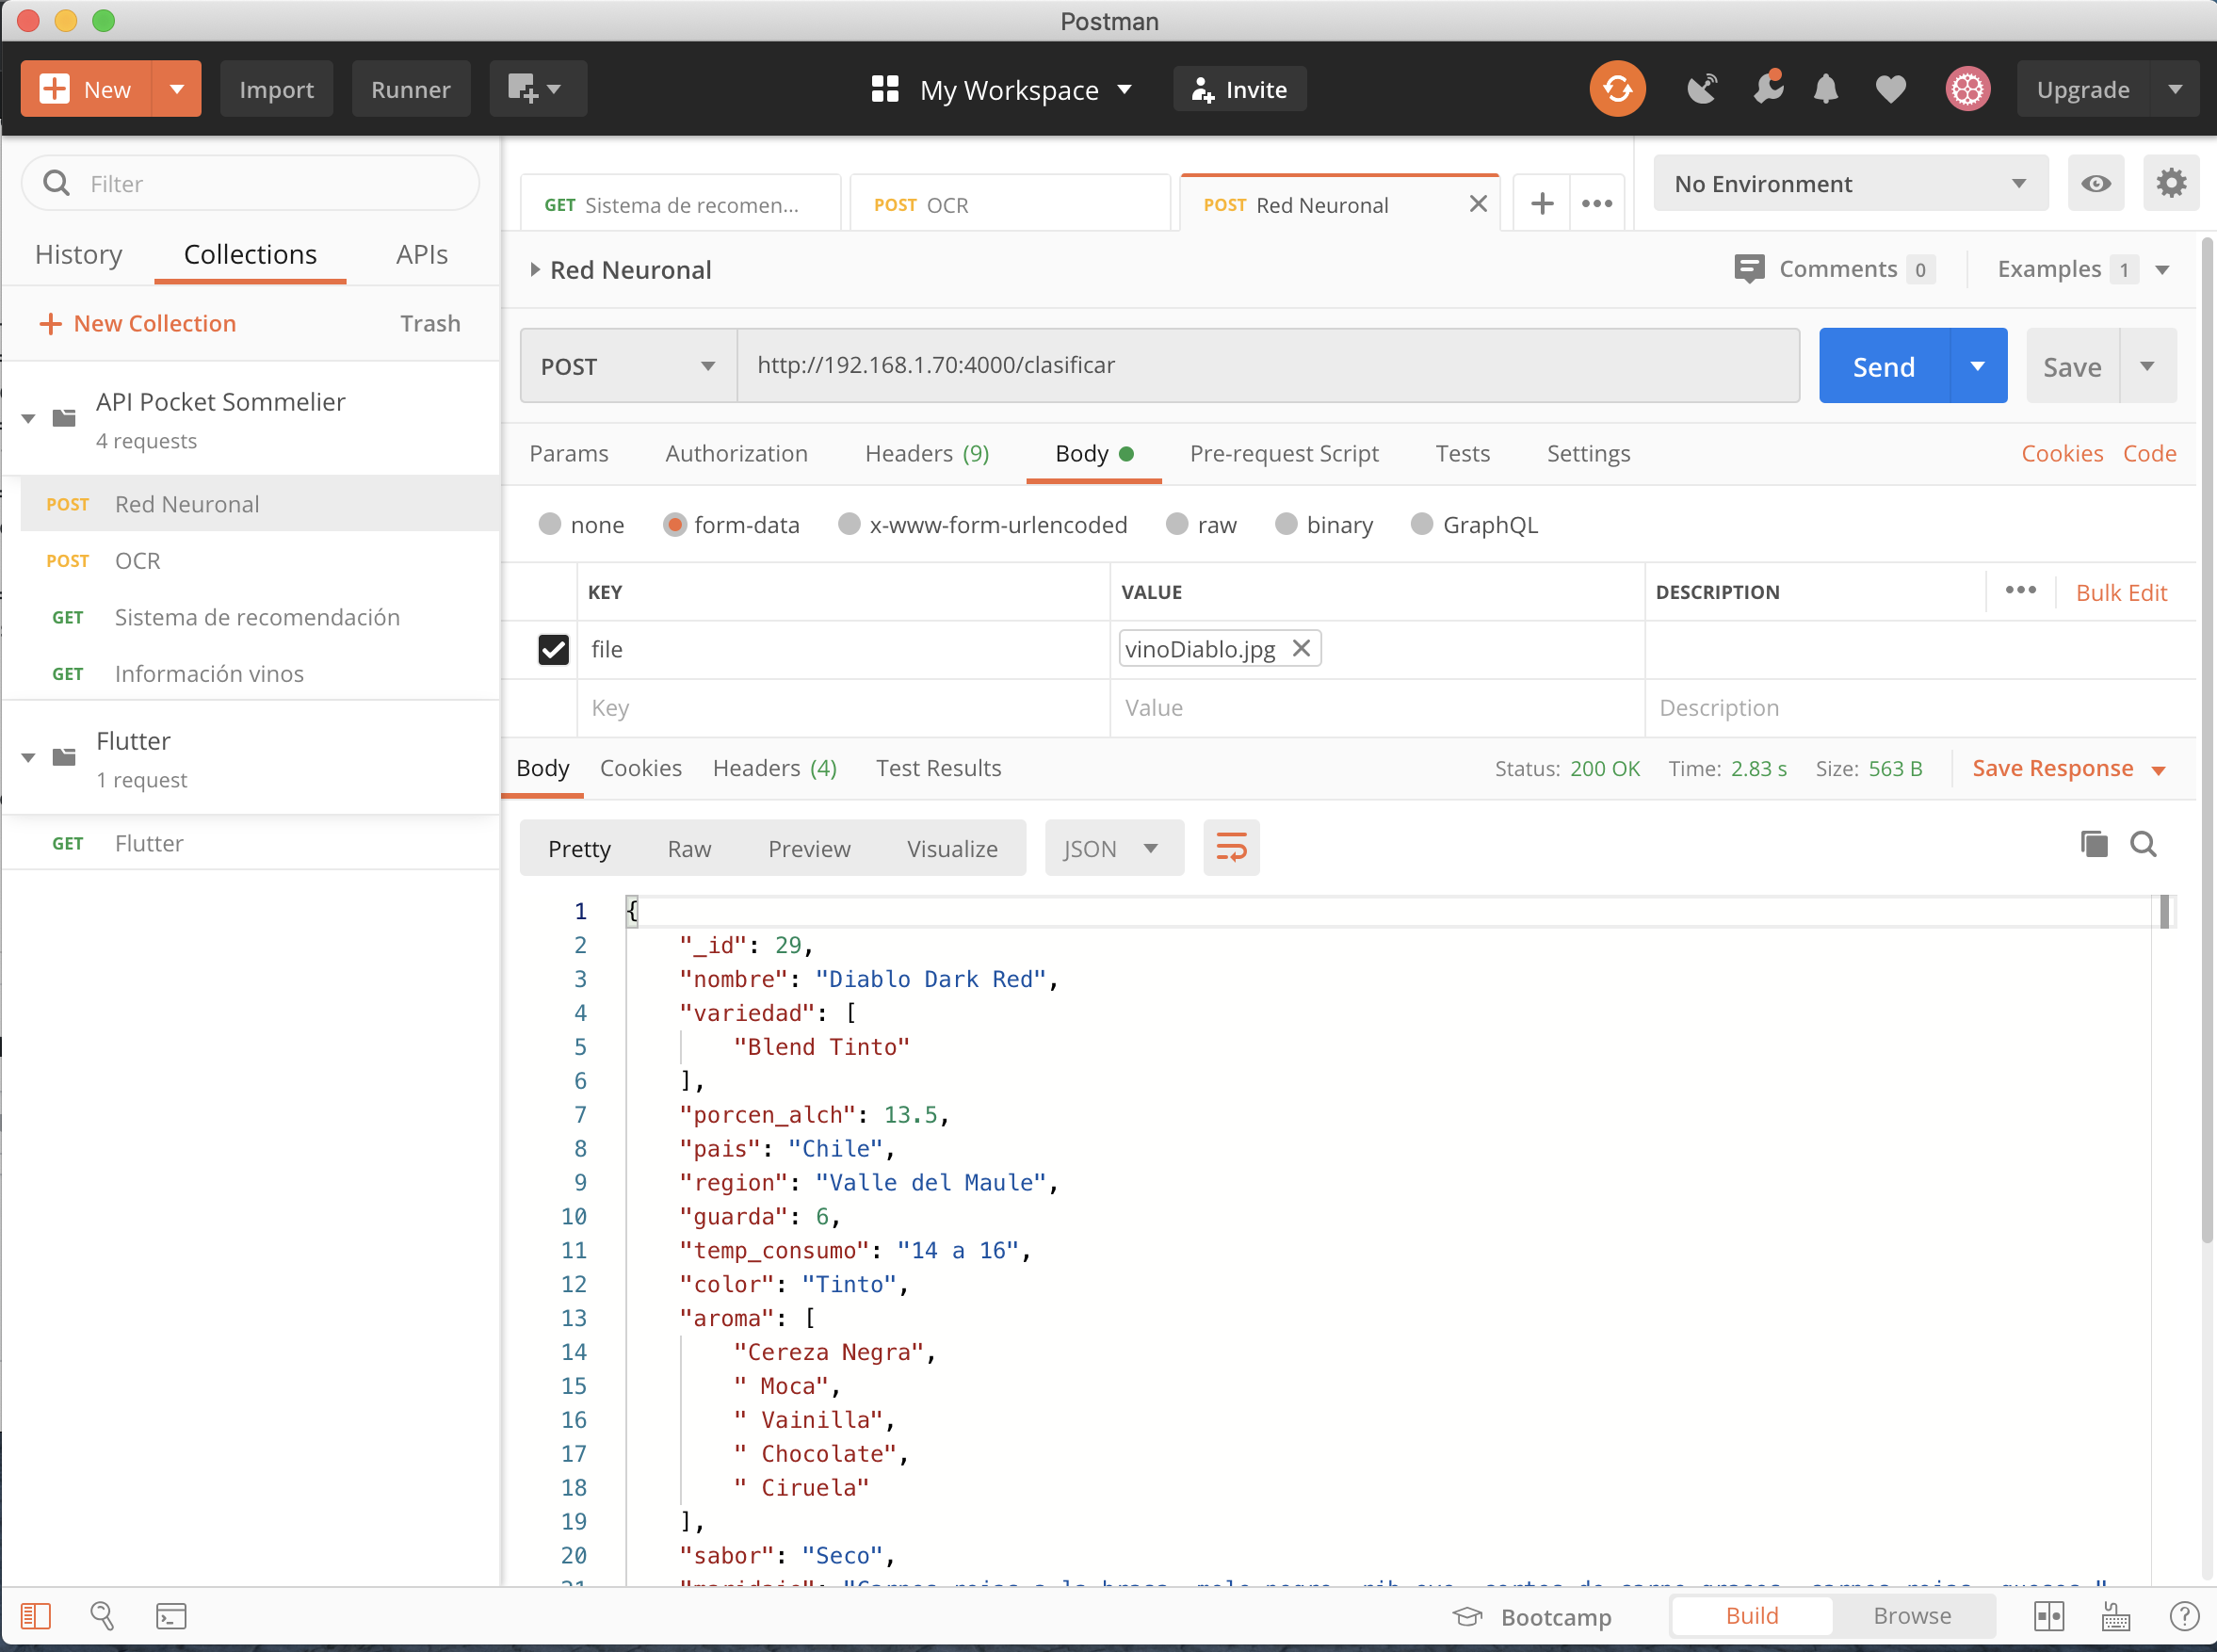 Postman
New
Import
Runner
My Workspace
Invite
Upgrade
Filter
History
Collections
APIs
New Collection
Trash
API Pocket Sommelier
4 requests
POST Red Neuronal
POST OCR
GET Sistema de recomendación
GET Información vinos
Flutter
1 request
GET Flutter
GET Sistema de recomen...
POST OCR
POST Red Neuronal
No Environment
Red Neuronal
Comments 0
Examples 1
POST
http://192.168.1.70:4000/clasificar
Send
Save
Params
Authorization
Headers (9)
Body
Pre-request Script
Tests
Settings
Cookies
Code
none
form-data
x-www-form-urlencoded
raw
binary
GraphQL
KEY
VALUE
DESCRIPTION
Bulk Edit
file
vinoDiablo.jpg
Key
Value
Description
Body
Cookies
Headers (4)
Test Results
Status: 200 OK
Time: 2.83 s
Size: 563 B
Save Response
Pretty
Raw
Preview
Visualize
JSON
1 {
2 "_id": 29,
3 "nombre": "Diablo Dark Red",
4 "variedad": [
5 "Blend Tinto"
6 ],
7 "porcen_alch": 13.5,
8 "pais": "Chile",
9 "region": "Valle del Maule",
10 "guarda": 6,
11 "temp_consumo": "14 a 16",
12 "color": "Tinto",
13 "aroma": [
14 "Cereza Negra",
15 " Moca",
16 " Vainilla",
17 " Chocolate",
18 " Ciruela"
19 ],
20 "sabor": "Seco",
Bootcamp
Build
Browse